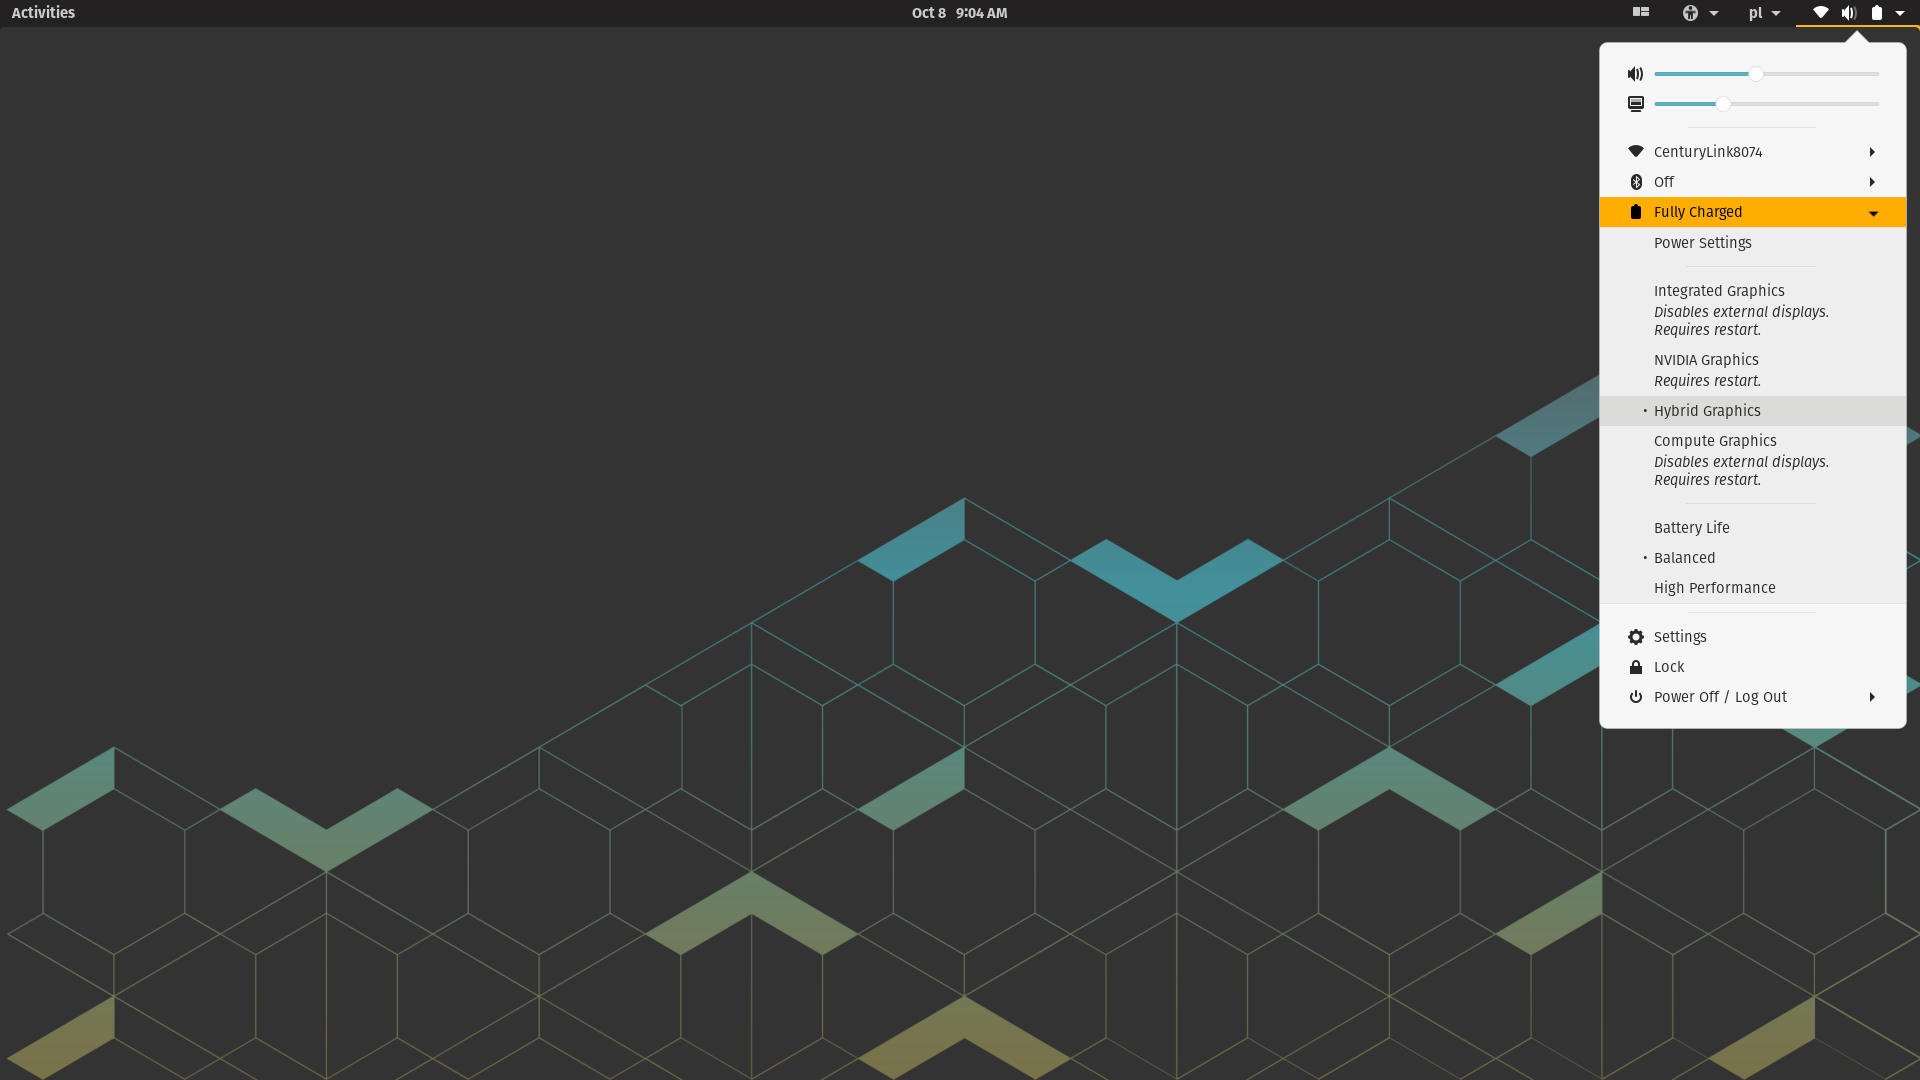 Activities
Oct 8 9:04 AM
pl
CenturyLink8074
Off
Fully Charged
Power Settings
Integrated Graphics
Disables external displays.
Requires restart.
NVIDIA Graphics
Requires restart.
Hybrid Graphics
Compute Graphics
Disables external displays.
Requires restart.
Battery Life
Balanced
High Performance
Settings
Lock
Power Off / Log Out